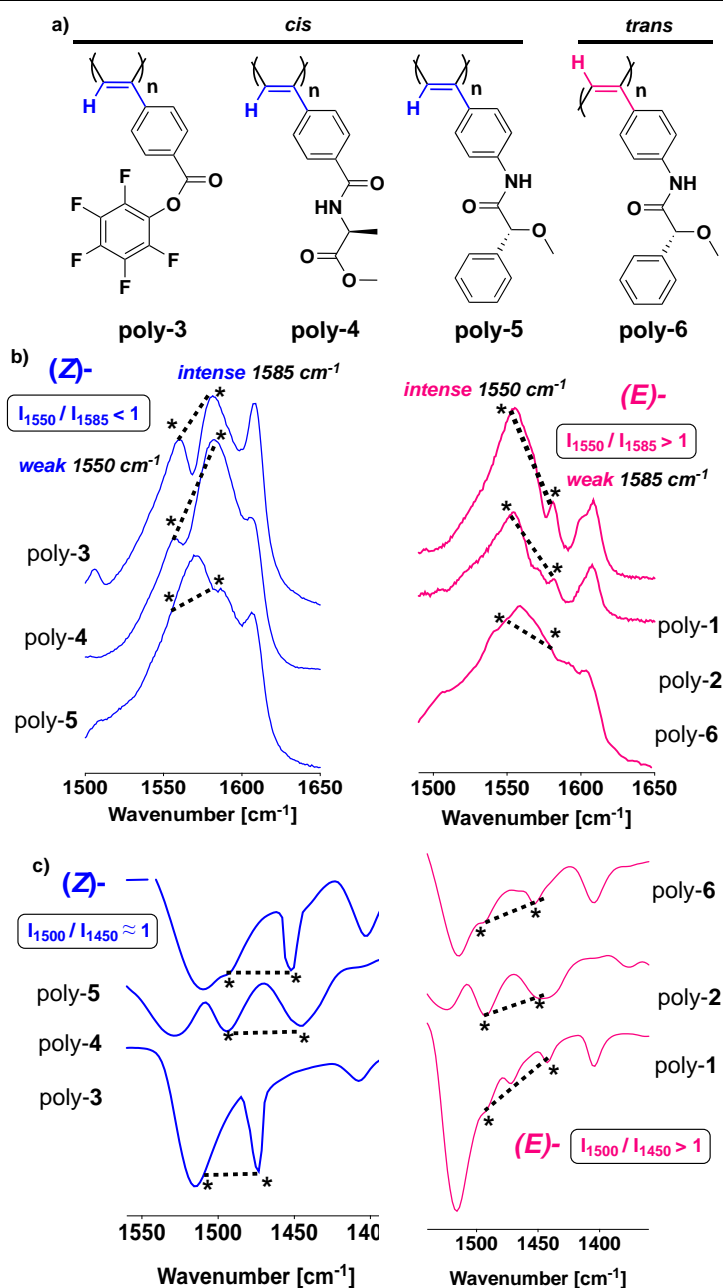 a)
cis
trans
n
H
O
O
F
F
F
F
F
poly-3
n
H
O
HN
O
O
poly-4
n
H
NH
O
O
poly-5
H
n
NH
O
O
poly-6
b)
(Z)-
I1550 / I1585 < 1
intense 1585 cm-1
weak 1550 cm-1
* *
* *
* *
poly-3
poly-4
poly-5
1500 1550 1600 1650
Wavenumber [cm-1]
intense 1550 cm-1
(E)-
I1550 / I1585 > 1
weak 1585 cm-1
* *
* *
* *
poly-1
poly-2
poly-6
1500 1550 1600 1650
Wavenumber [cm-1]
c)
(Z)-
I1500 / I1450 ≈ 1
* *
poly-5
* *
poly-4
poly-3
* *
1550 1500 1450
Wavenumber [cm-1]
poly-6
* *
poly-2
* *
poly-1
* *
(E)-
I1500 / I1450 > 1
1500 1400
Wavenumber [cm-1]